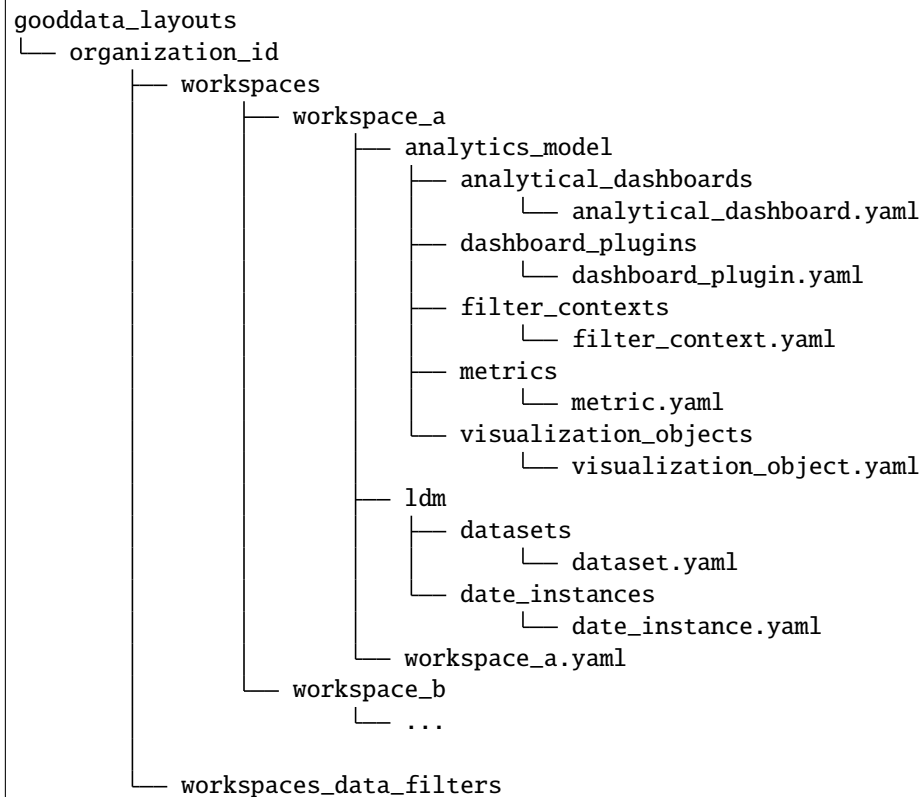 gooddata_layouts
└── organization_id
├── workspaces
├── workspace_a
├── analytics_model
├── analytical_dashboards
└── analytical_dashboard.yaml
├── dashboard_plugins
└── dashboard_plugin.yaml
├── filter_contexts
└── filter_context.yaml
├── metrics
└── metric.yaml
└── visualization_objects
└── visualization_object.yaml
├── ldm
├── datasets
└── dataset.yaml
└── date_instances
└── date_instance.yaml
└── workspace_a.yaml
└── workspace_b
└── ...
└── workspaces_data_filters